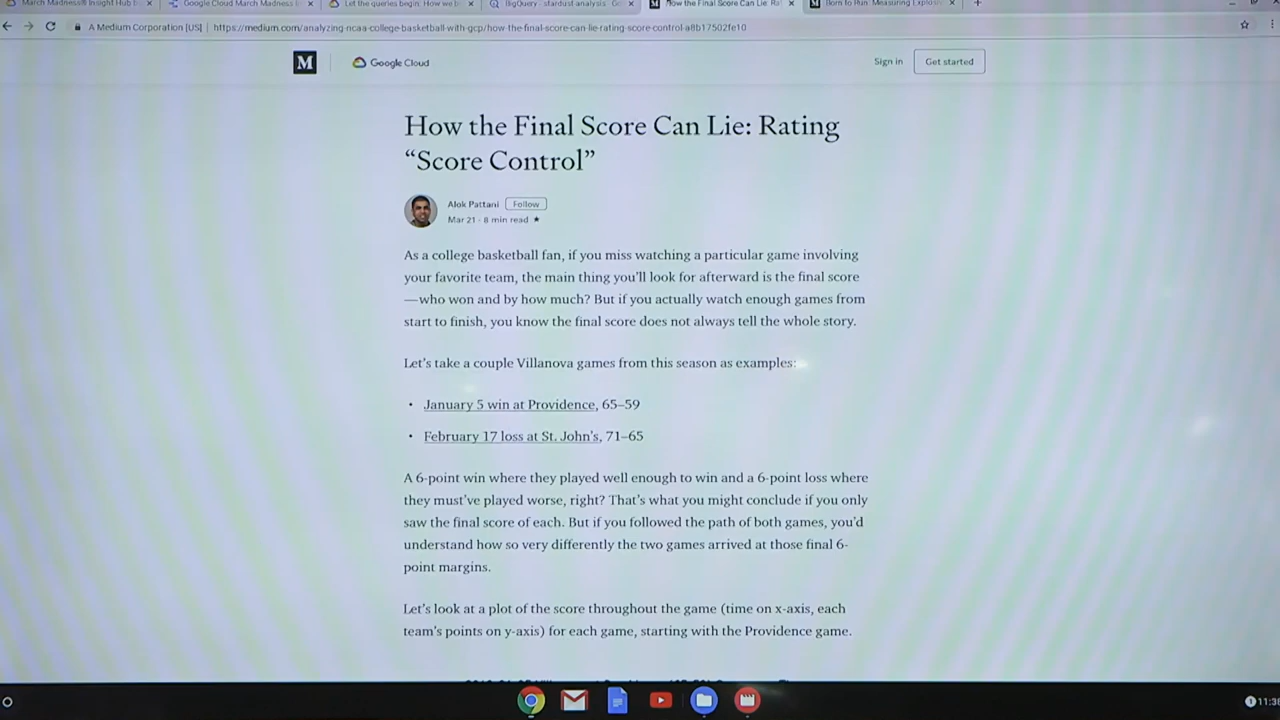 March Madness® Insight Hub
Google Cloud March Madness
Let the queries begin: How we b
BigQuery - stardust analysis
How the Final Score Can Lie: Ra
Born to Run: Measuring Explosiv
A Medium Corporation [US] | https://medium.com/analyzing-ncaa-college-basketball-with-gcp/how-the-final-score-can-lie-rating-score-control-a8b17502fe10
M
Google Cloud
Sign in
Get started
How the Final Score Can Lie: Rating
“Score Control”
Alok Pattani Follow
Mar 21 · 8 min read ★
As a college basketball fan, if you miss watching a particular game involving
your favorite team, the main thing you’ll look for afterward is the final score
—who won and by how much? But if you actually watch enough games from
start to finish, you know the final score does not always tell the whole story.
Let’s take a couple Villanova games from this season as examples:
• January 5 win at Providence, 65–59
• February 17 loss at St. John’s, 71–65
A 6-point win where they played well enough to win and a 6-point loss where
they must’ve played worse, right? That’s what you might conclude if you only
saw the final score of each. But if you followed the path of both games, you’d
understand how so very differently the two games arrived at those final 6-
point margins.
Let’s look at a plot of the score throughout the game (time on x-axis, each
team’s points on y-axis) for each game, starting with the Providence game.